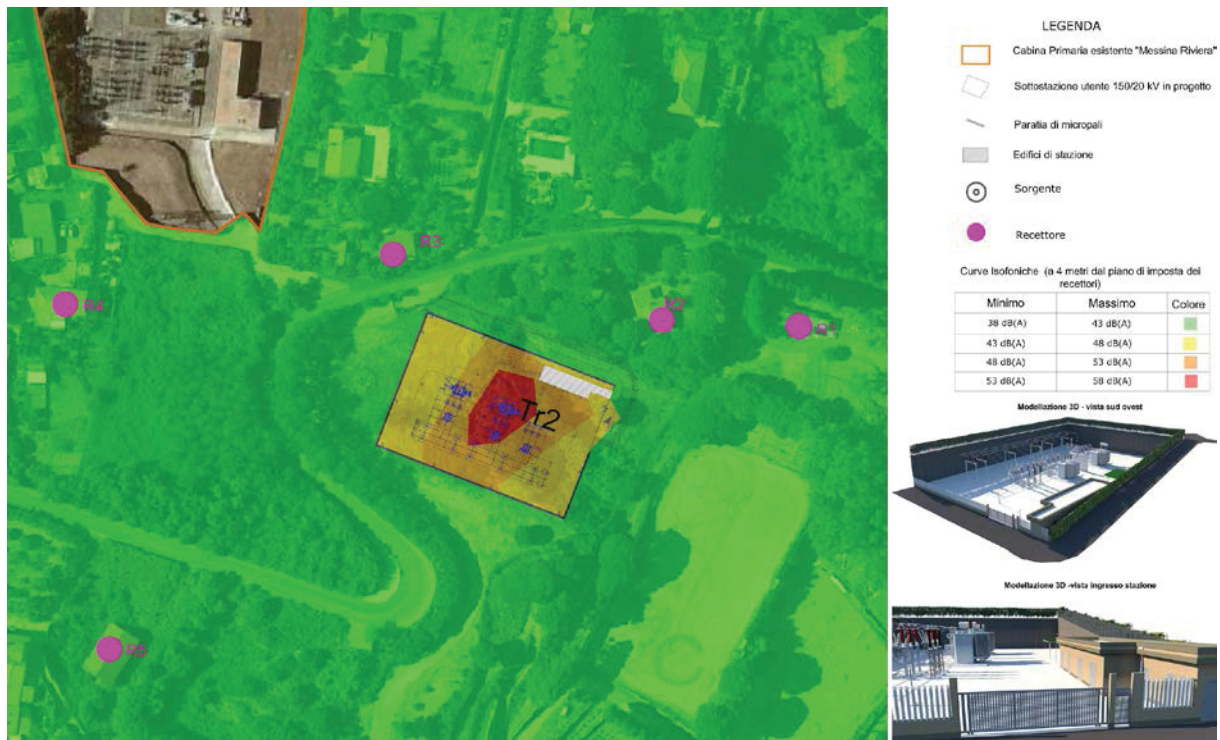 LEGENDA
Cabina Primaria esistente "Messina Riviera"
Sottostazione utente 150/20 kV in progetto
Paratia di micropali
Edifici di stazione
Sorgente
Recettore
Curve Isofoniche (a 4 metri dal piano di imposta dei
recettori)
Minimo Massimo Colore
38 dB(A) 43 dB(A)
43 dB(A) 48 dB(A)
48 dB(A) 53 dB(A)
53 dB(A) 58 dB(A)
Modellazione 3D - vista sud ovest
Modellazione 3D -vista ingresso stazione
R3
R4
R2
R1
Tr2
R5